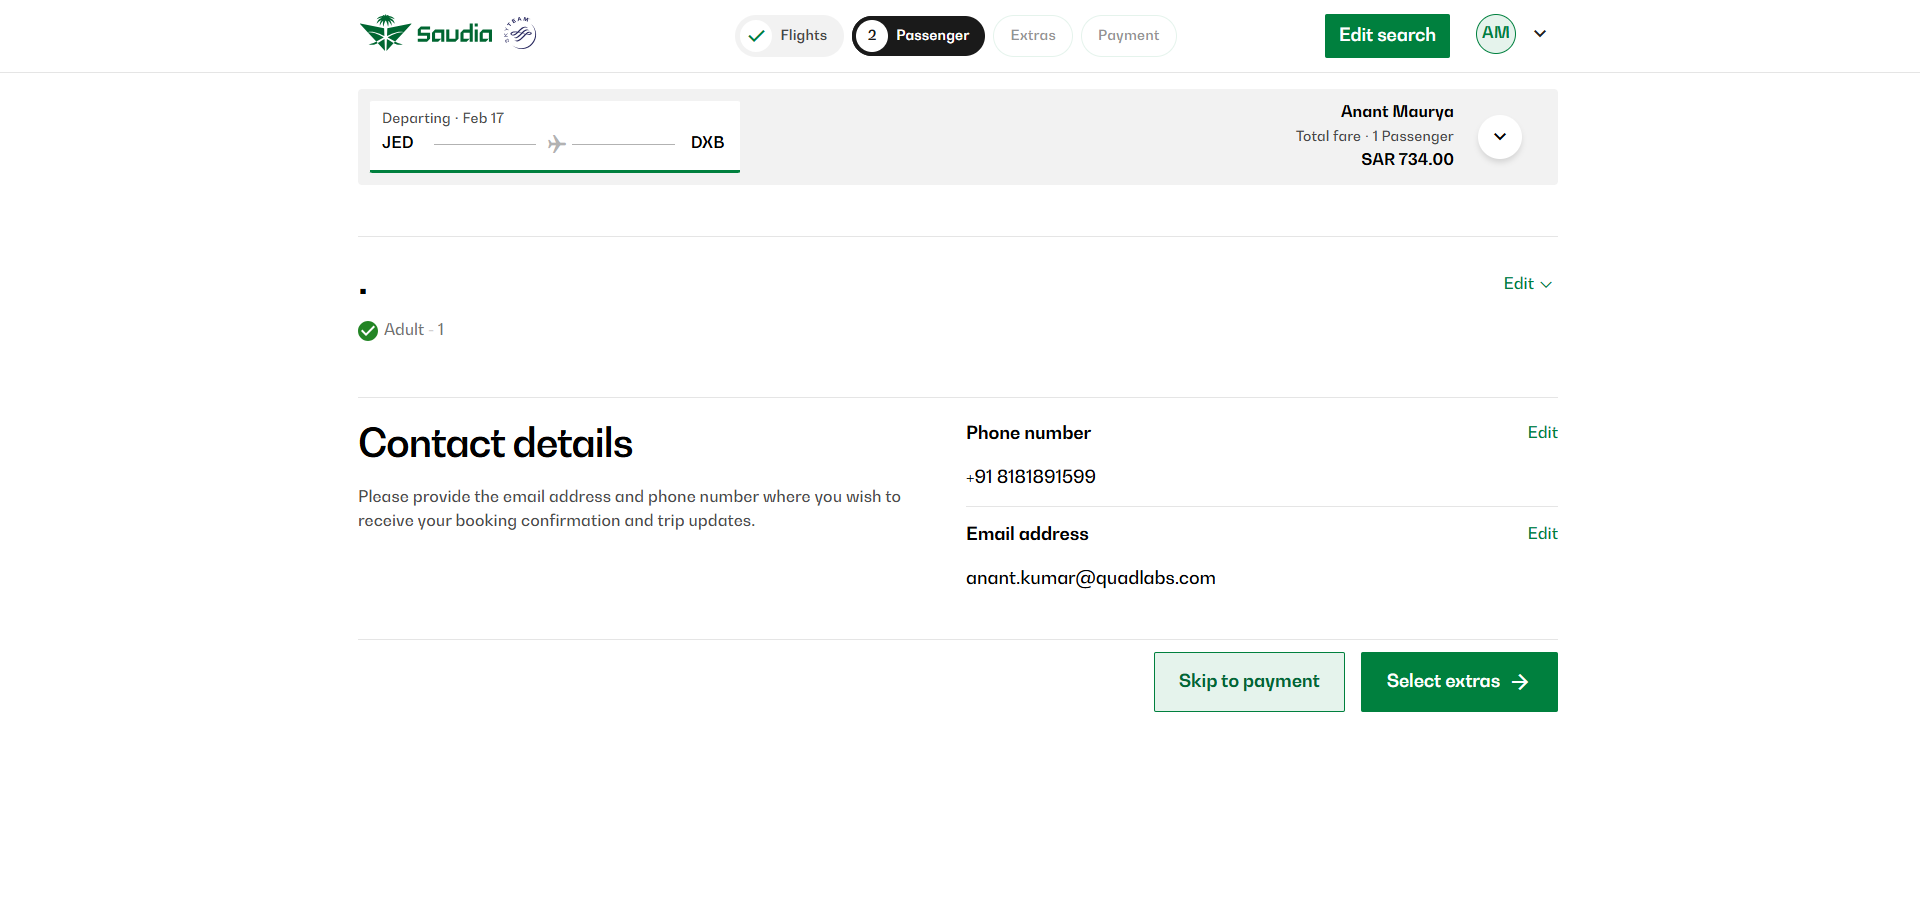 Saudia
SKYTEAM
Flights
2 Passenger
Extras
Payment
Edit search
AM
Departing · Feb 17
JED
DXB
Anant Maurya
Total fare · 1 Passenger
SAR 734.00
.
Edit
Adult - 1
Contact details
Please provide the email address and phone number where you wish to
receive your booking confirmation and trip updates.
Phone number
Edit
+91 8181891599
Email address
Edit
anant.kumar@quadlabs.com
Skip to payment
Select extras